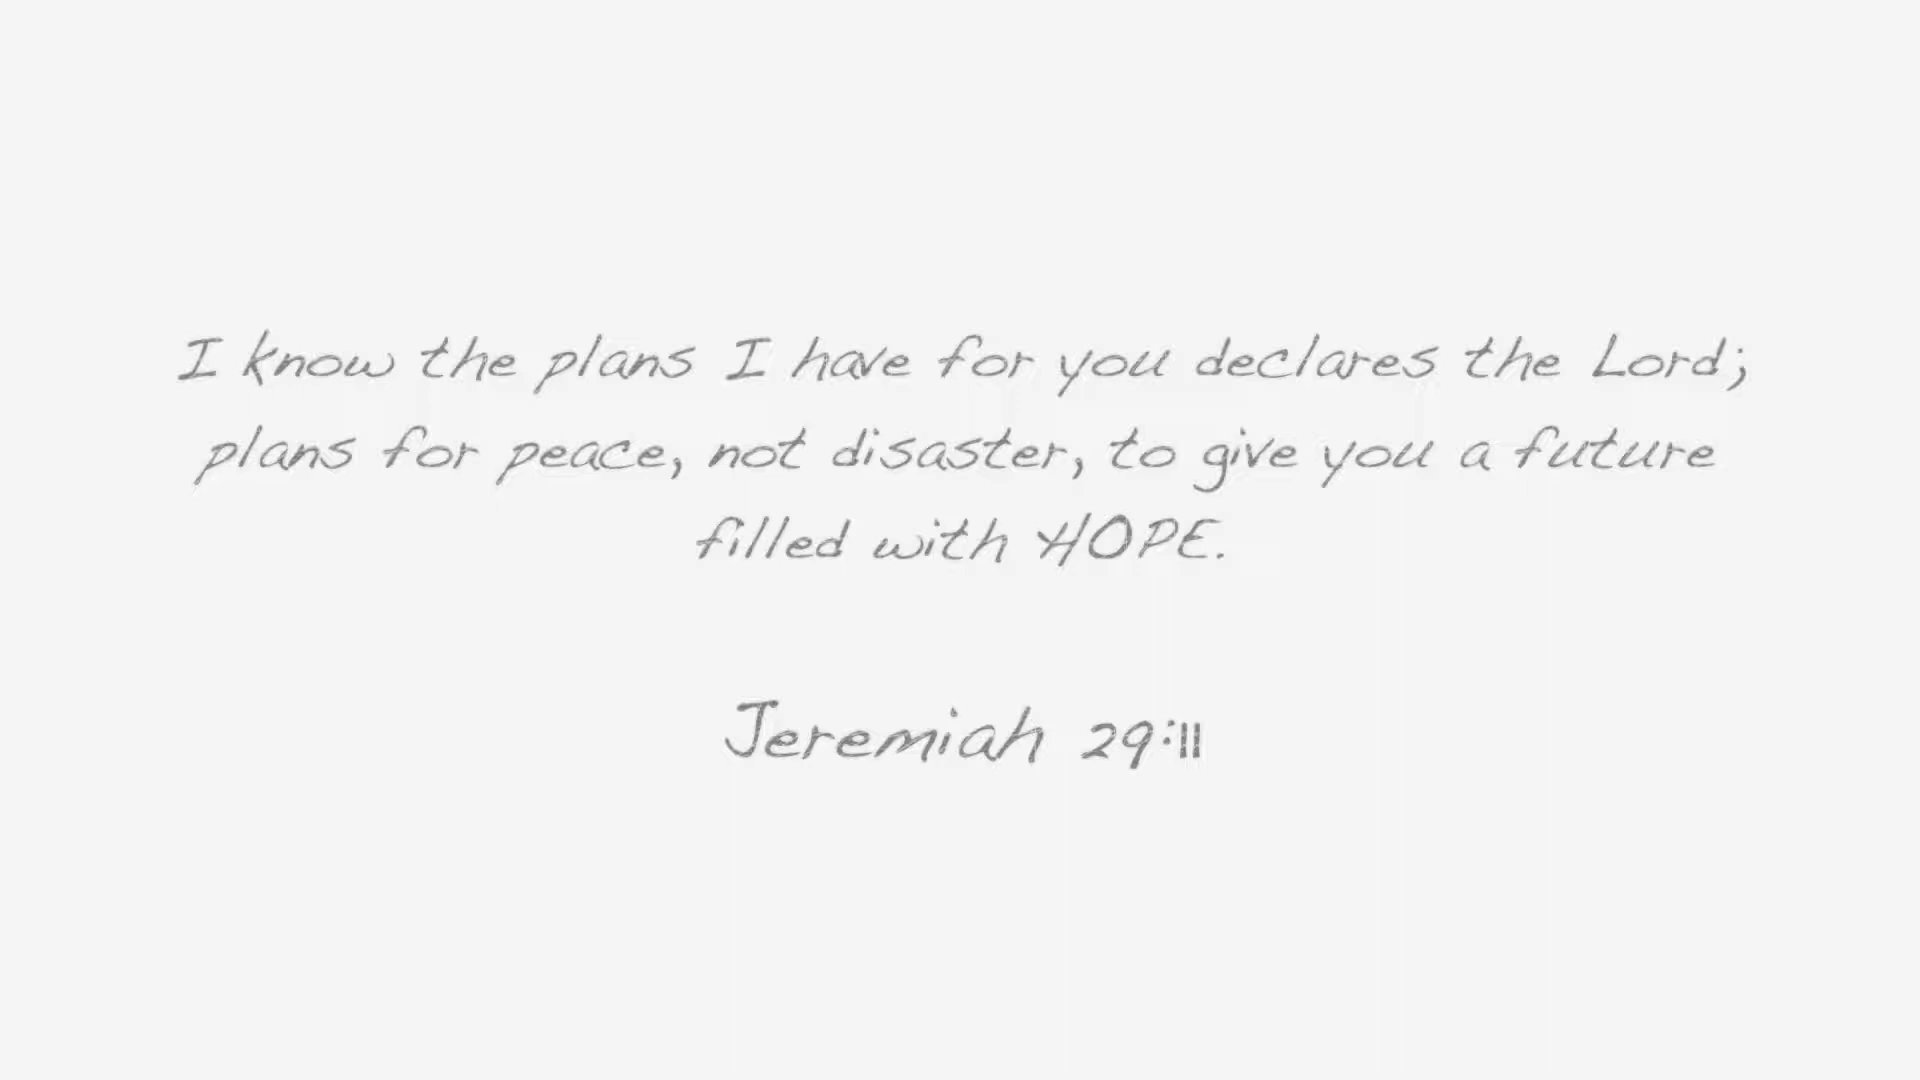 I know the plans I have for you declares the Lord;
plans for peace, not disaster, to give you a future
filled with HOPE.
Jeremiah 29:11